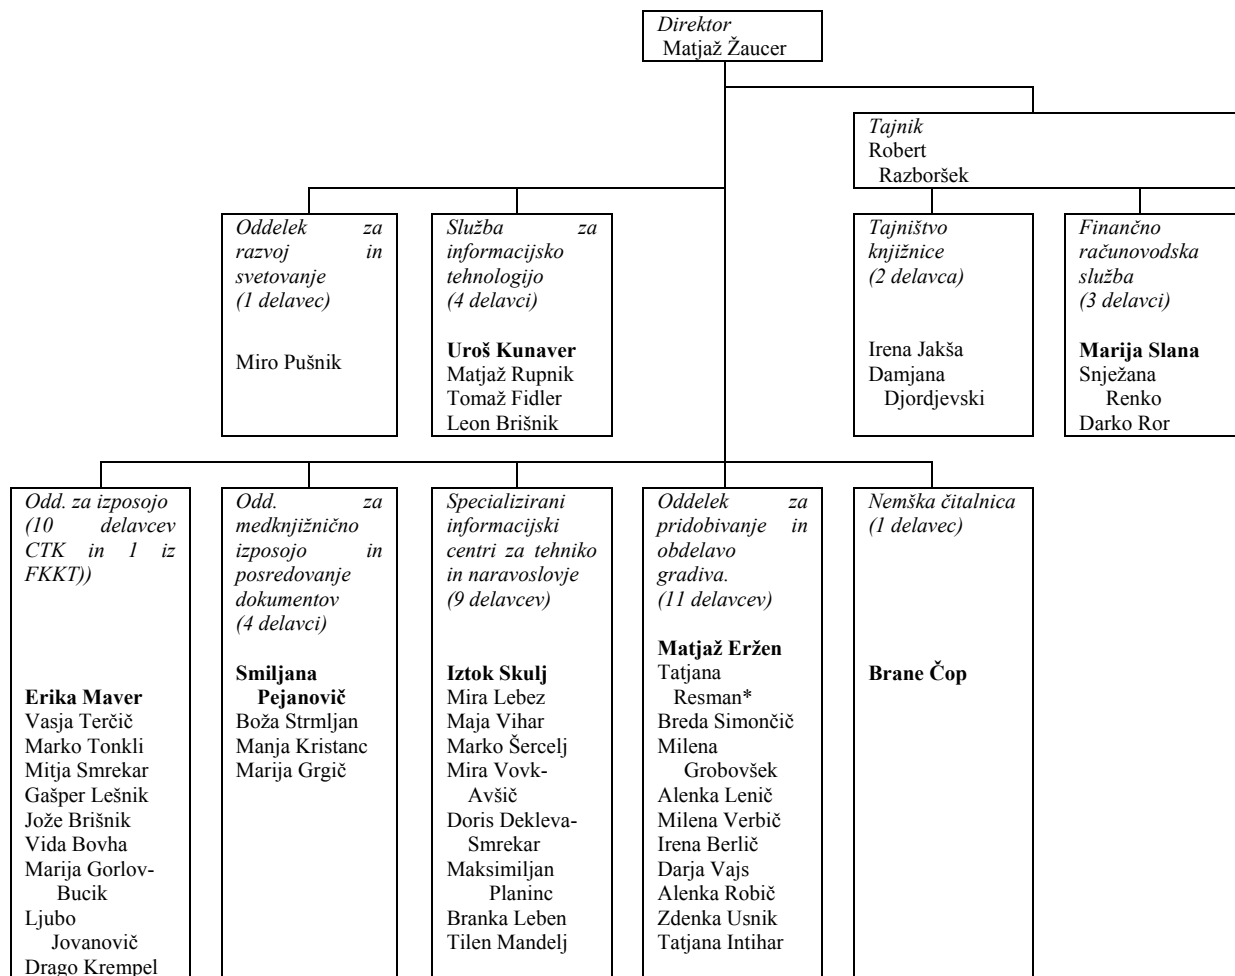 Direktor
Matjaž Žaucer
Tajnik
Robert
Razboršek
Oddelek za
razvoj in
svetovanje
(1 delavec)
Miro Pušnik
Služba za
informacijsko
tehnologijo
(4 delavci)
Uroš Kunaver
Matjaž Rupnik
Tomaž Fidler
Leon Brišnik
Tajništvo
knjižnice
(2 delavca)
Irena Jakša
Damjana
Djordjevski
Finančno
računovodska
služba
(3 delavci)
Marija Slana
Snježana
Renko
Darko Ror
Odd. za izposojo
(10 delavcev
CTK in 1 iz
FKKT))
Erika Maver
Vasja Terčič
Marko Tonkli
Mitja Smrekar
Gašper Lešnik
Jože Brišnik
Vida Bovha
Marija Gorlov-
Bucik
Ljubo
Jovanovič
Drago Krempel
Odd. za
medknjižnično
izposojo in
posredovanje
dokumentov
(4 delavci)
Smiljana
Pejanovič
Boža Strmljan
Manja Kristanc
Marija Grgič
Specializirani
informacijski
centri za tehniko
in naravoslovje
(9 delavcev)
Iztok Skulj
Mira Lebez
Maja Vihar
Marko Šercelj
Mira Vovk-
Avšič
Doris Dekleva-
Smrekar
Maksimiljan
Planinc
Branka Leben
Tilen Mandelj
Oddelek za
pridobivanje in
obdelavo
gradiva.
(11 delavcev)
Matjaž Eržen
Tatjana
Resman*
Breda Simončič
Milena
Grobovšek
Alenka Lenič
Milena Verbič
Irena Berlič
Darja Vajs
Alenka Robič
Zdenka Usnik
Tatjana Intihar
Nemška čitalnica
(1 delavec)
Brane Čop